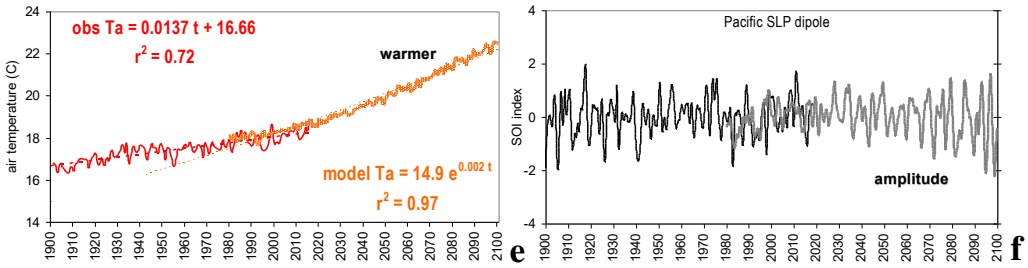 24
22
20
18
16
14
air temperature (C)
obs Ta = 0.0137 t + 16.66
r² = 0.72
warmer
model Ta = 14.9 e^0.002 t
r² = 0.97
1900 1910 1920 1930 1940 1950 1960 1970 1980 1990 2000 2010 2020 2030 2040 2050 2060 2070 2080 2090 2100
e
Pacific SLP dipole
4
2
0
-2
-4
SOI index
amplitude
1900 1910 1920 1930 1940 1950 1960 1970 1980 1990 2000 2010 2020 2030 2040 2050 2060 2070 2080 2090 2100
f